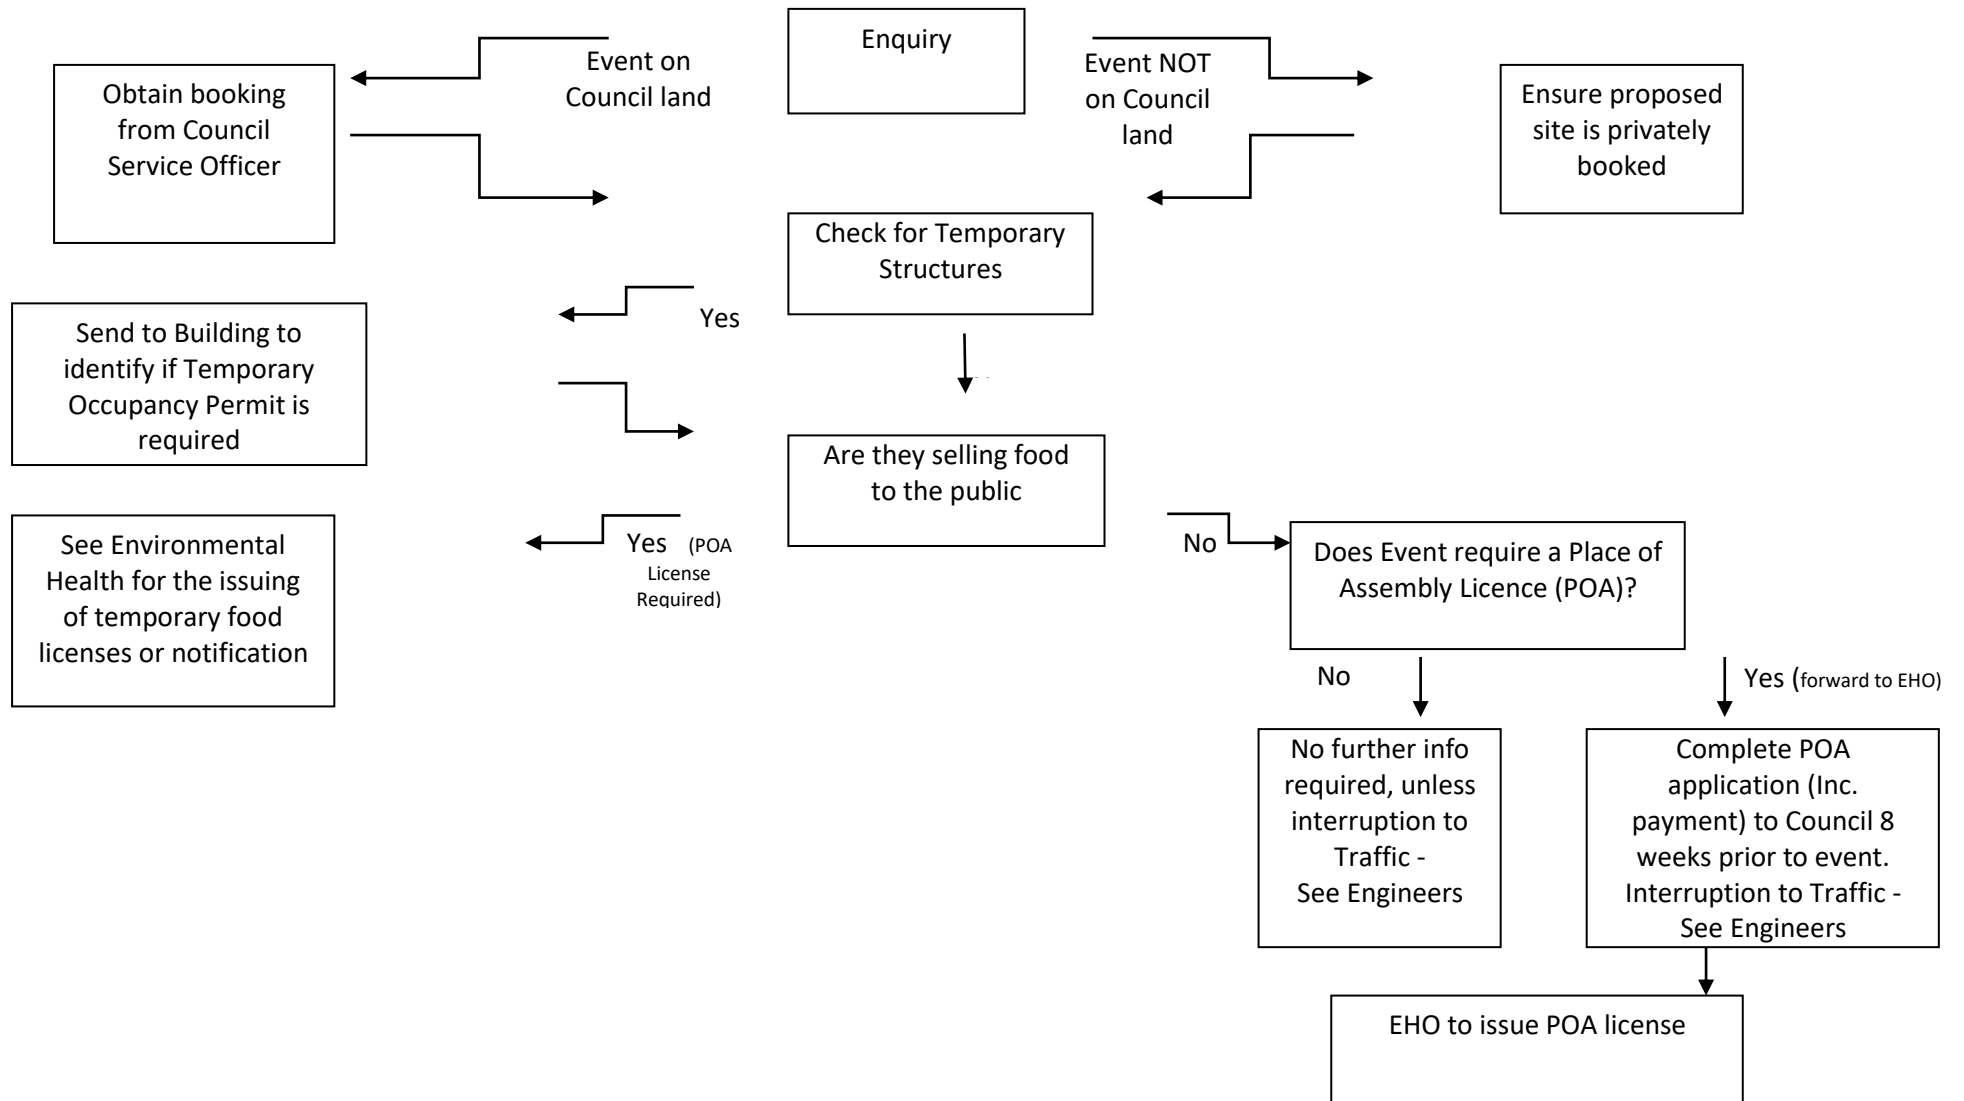 Enquiry
Event on
Council land
Event NOT
on Council
land
Obtain booking
from Council
Service Officer
Ensure proposed
site is privately
booked
Check for Temporary
Structures
Yes
Send to Building to
identify if Temporary
Occupancy Permit is
required
Are they selling food
to the public
Yes (POA
License
Required)
No
See Environmental
Health for the issuing
of temporary food
licenses or notification
Does Event require a Place of
Assembly Licence (POA)?
No
Yes (forward to EHO)
No further info
required, unless
interruption to
Traffic -
See Engineers
Complete POA
application (Inc.
payment) to Council 8
weeks prior to event.
Interruption to Traffic -
See Engineers
EHO to issue POA license